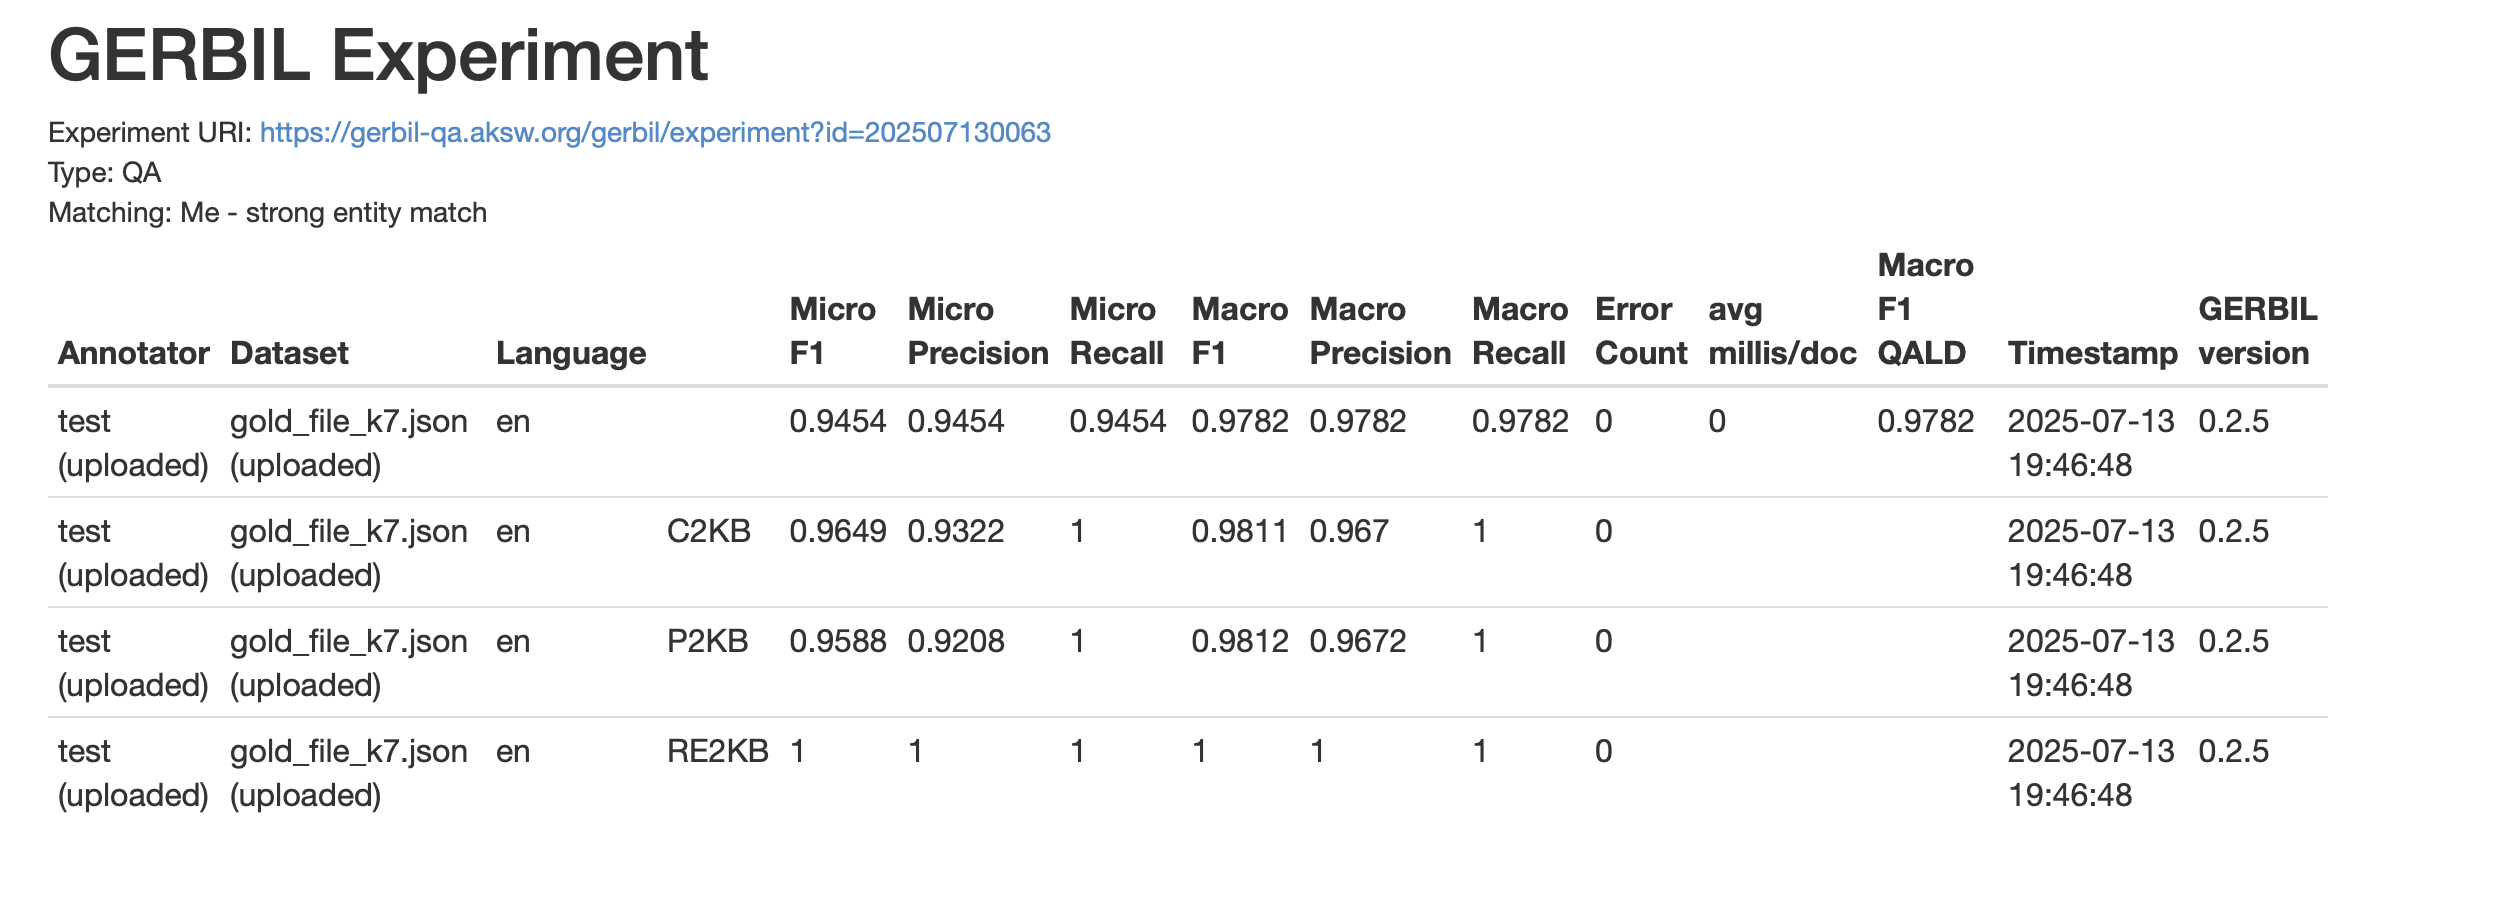 GERBIL Experiment
Experiment URI: https://gerbil-qa.aksw.org/gerbil/experiment?id=202507130063
Type: QA
Matching: Me - strong entity match
Annotator Dataset Language Micro F1 Micro Precision Micro Recall Macro F1 Macro Precision Macro Recall Error Count avg millis/doc Macro F1 QALD Timestamp GERBIL version
test gold_file_k7.json en 0.9454 0.9454 0.9454 0.9782 0.9782 0.9782 0 0 0.9782 2025-07-13 0.2.5
(uploaded) (uploaded) 19:46:48
test gold_file_k7.json en C2KB 0.9649 0.9322 1 0.9811 0.967 1 0 2025-07-13 0.2.5
(uploaded) (uploaded) 19:46:48
test gold_file_k7.json en P2KB 0.9588 0.9208 1 0.9812 0.9672 1 0 2025-07-13 0.2.5
(uploaded) (uploaded) 19:46:48
test gold_file_k7.json en RE2KB 1 1 1 1 1 1 0 2025-07-13 0.2.5
(uploaded) (uploaded) 19:46:48